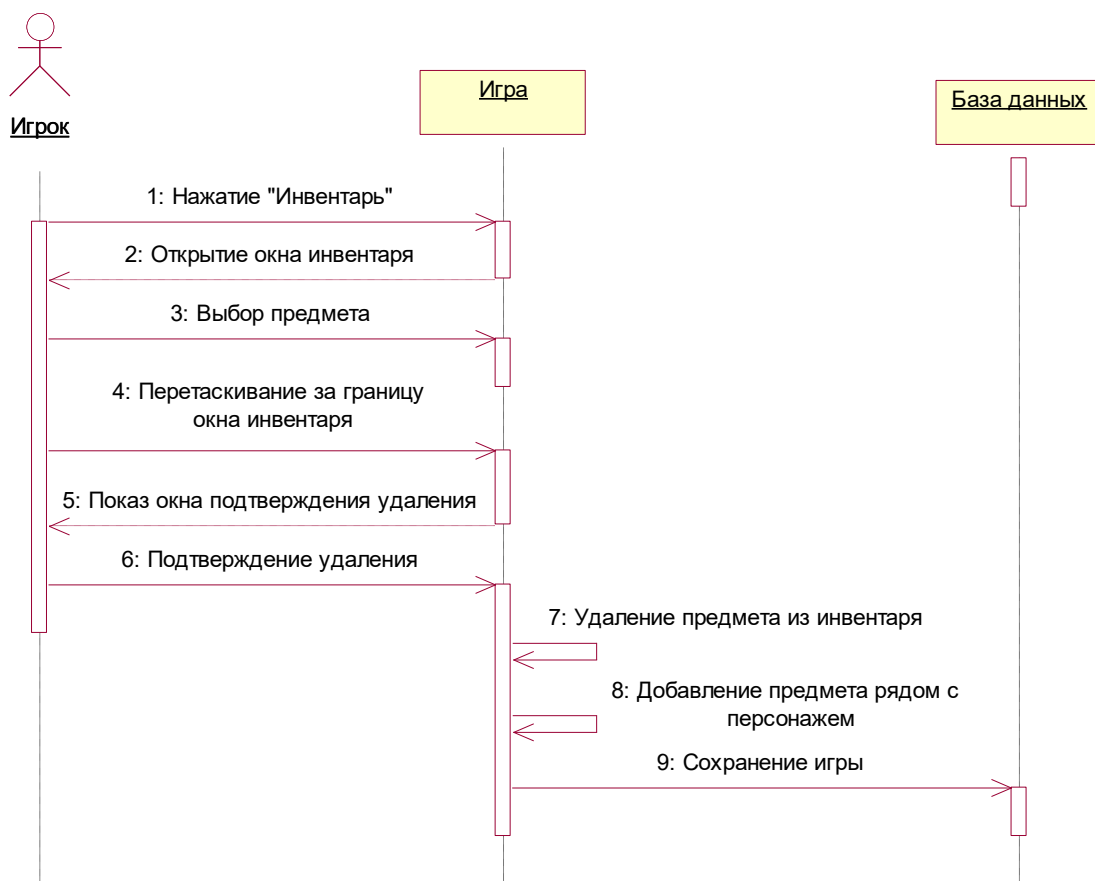 Игрок
Игра
База данных
1: Нажатие "Инвентарь"
2: Открытие окна инвентаря
3: Выбор предмета
4: Перетаскивание за границу
окна инвентаря
5: Показ окна подтверждения удаления
6: Подтверждение удаления
7: Удаление предмета из инвентаря
8: Добавление предмета рядом с
персонажем
9: Сохранение игры